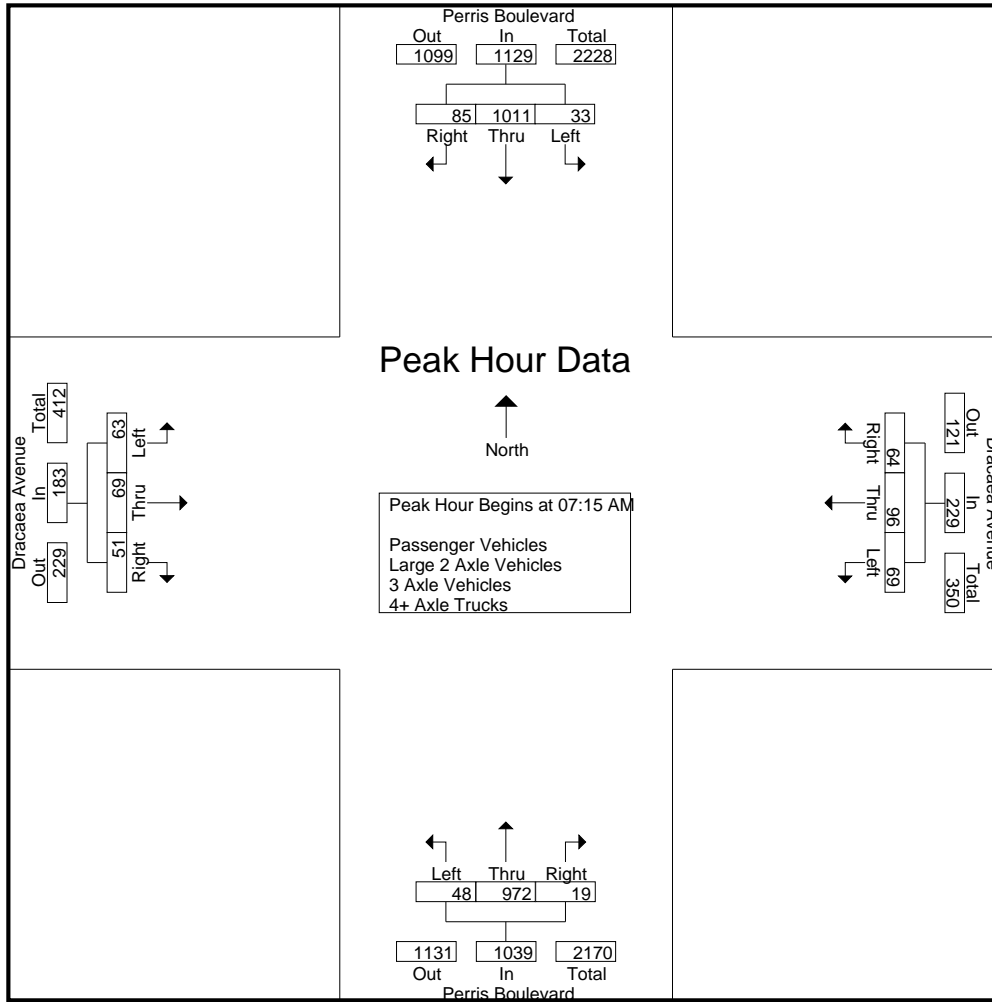 Perris Boulevard
Out In Total
1099 1129 2228
85 1011 33
Right Thru Left
Peak Hour Data
North
Peak Hour Begins at 07:15 AM
Passenger Vehicles
Large 2 Axle Vehicles
3 Axle Vehicles
4+ Axle Trucks
Dracaea Avenue
Out In Total
229 183 412
51 69 63
Right Thru Left
Dracaea Avenue
Out In Total
121 229 350
64 96 69
Right Thru Left
Left Thru Right
48 972 19
1131 1039 2170
Out In Total
Perris Boulevard